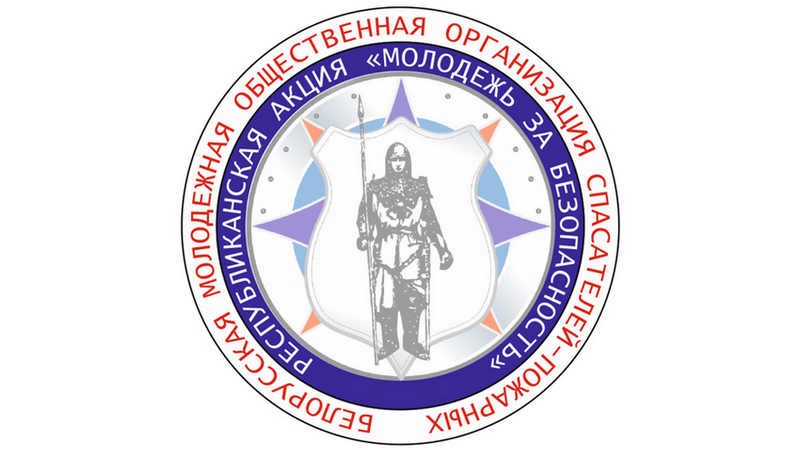 БЕЛОРУССКАЯ МОЛОДЕЖНАЯ ОБЩЕСТВЕННАЯ ОРГАНИЗАЦИЯ СПАСАТЕЛЕЙ-ПОЖАРНЫХ
РЕСПУБЛИКАНСКАЯ АКЦИЯ «МОЛОДЕЖЬ ЗА БЕЗОПАСНОСТЬ»